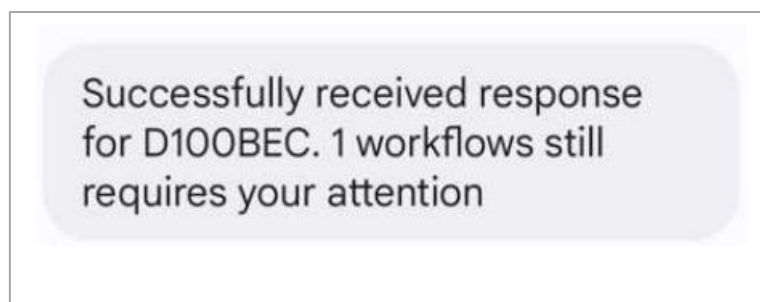 Successfully received response
for D100BEC. 1 workflows still
requires your attention